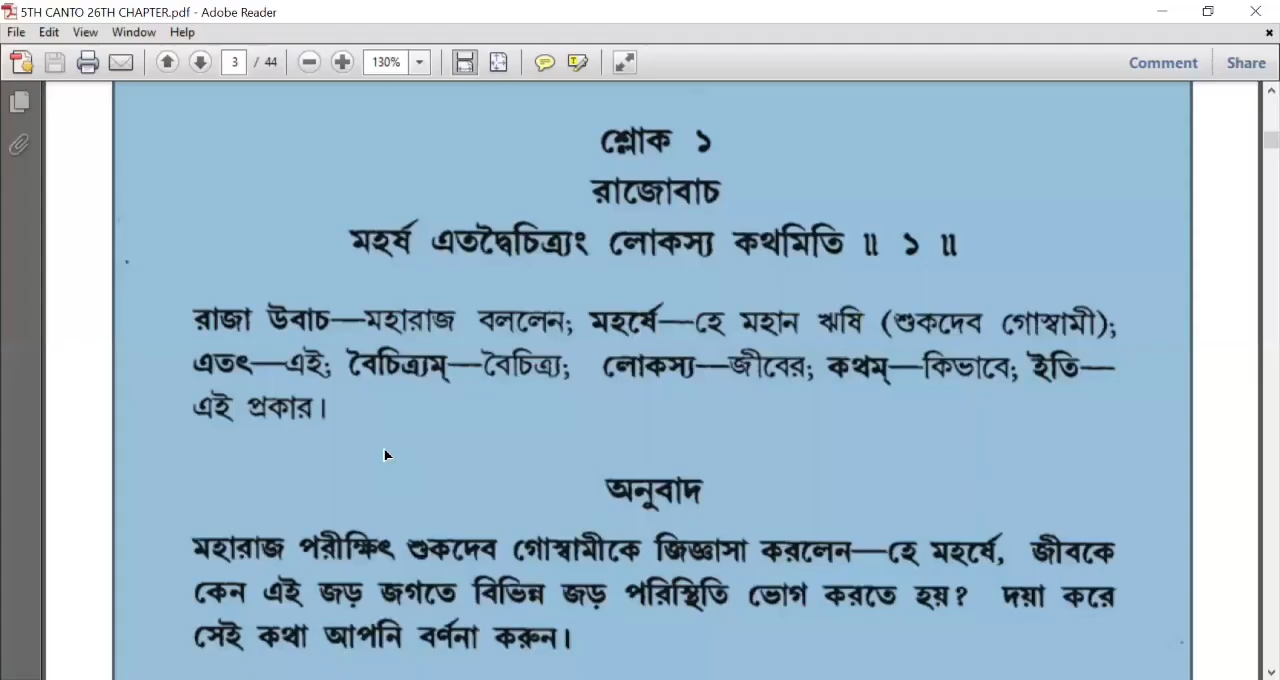 5TH CANTO 26TH CHAPTER.pdf - Adobe Reader
File Edit View Window Help
3 / 44 130% Comment Share
শ্লোক ১
রাজোবাচ
মহর্ষ এতদ্বৈচিত্র্যং লোকস্য কথমিতি ॥ ১ ॥
রাজা উবাচ—মহারাজ বললেন; মহর্ষে—হে মহান ঋষি (শুকদেব গোস্বামী);
এতৎ—এই; বৈচিত্র্যম্—বৈচিত্র্য; লোকস্য—জীবের; কথম্—কিভাবে; ইতি—
এই প্রকার।
অনুবাদ
মহারাজ পরীক্ষিৎ শুকদেব গোস্বামীকে জিজ্ঞাসা করলেন—হে মহর্ষে, জীবকে
কেন এই জড় জগতে বিভিন্ন জড় পরিস্থিতি ভোগ করতে হয়? দয়া করে
সেই কথা আপনি বর্ণনা করুন।